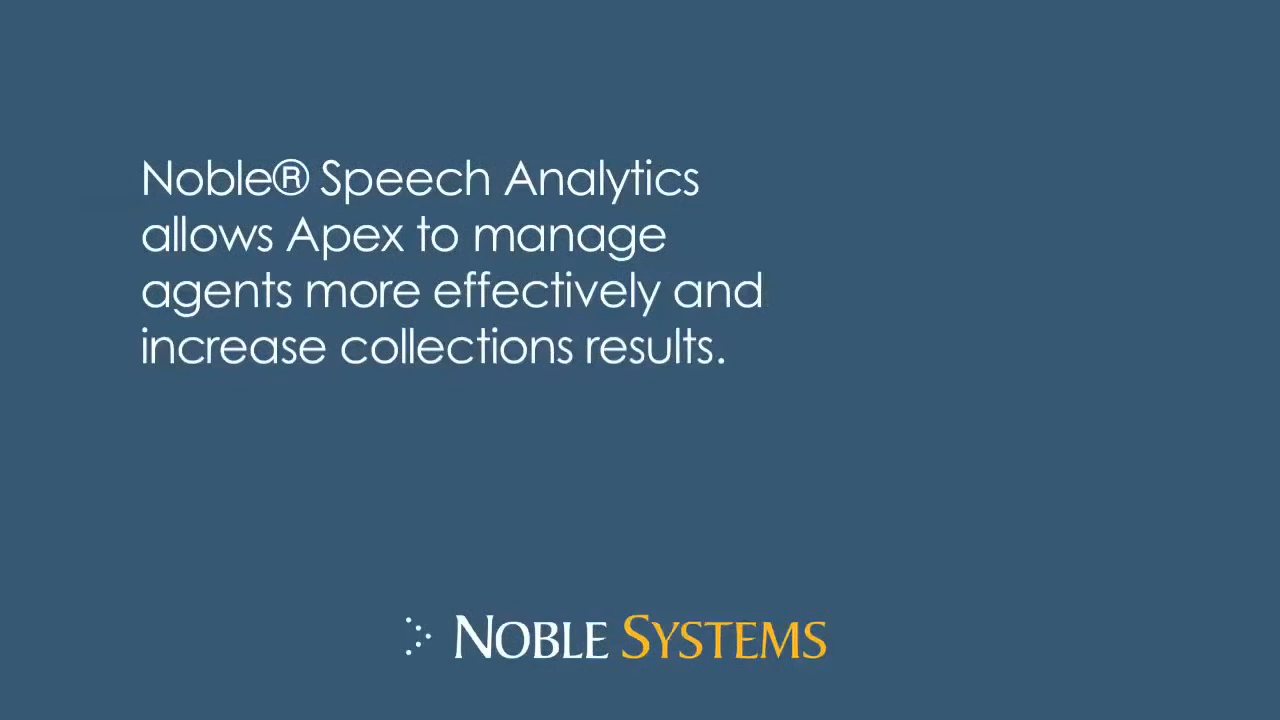 Noble® Speech Analytics
allows Apex to manage
agents more effectively and
increase collections results.
NOBLE SYSTEMS